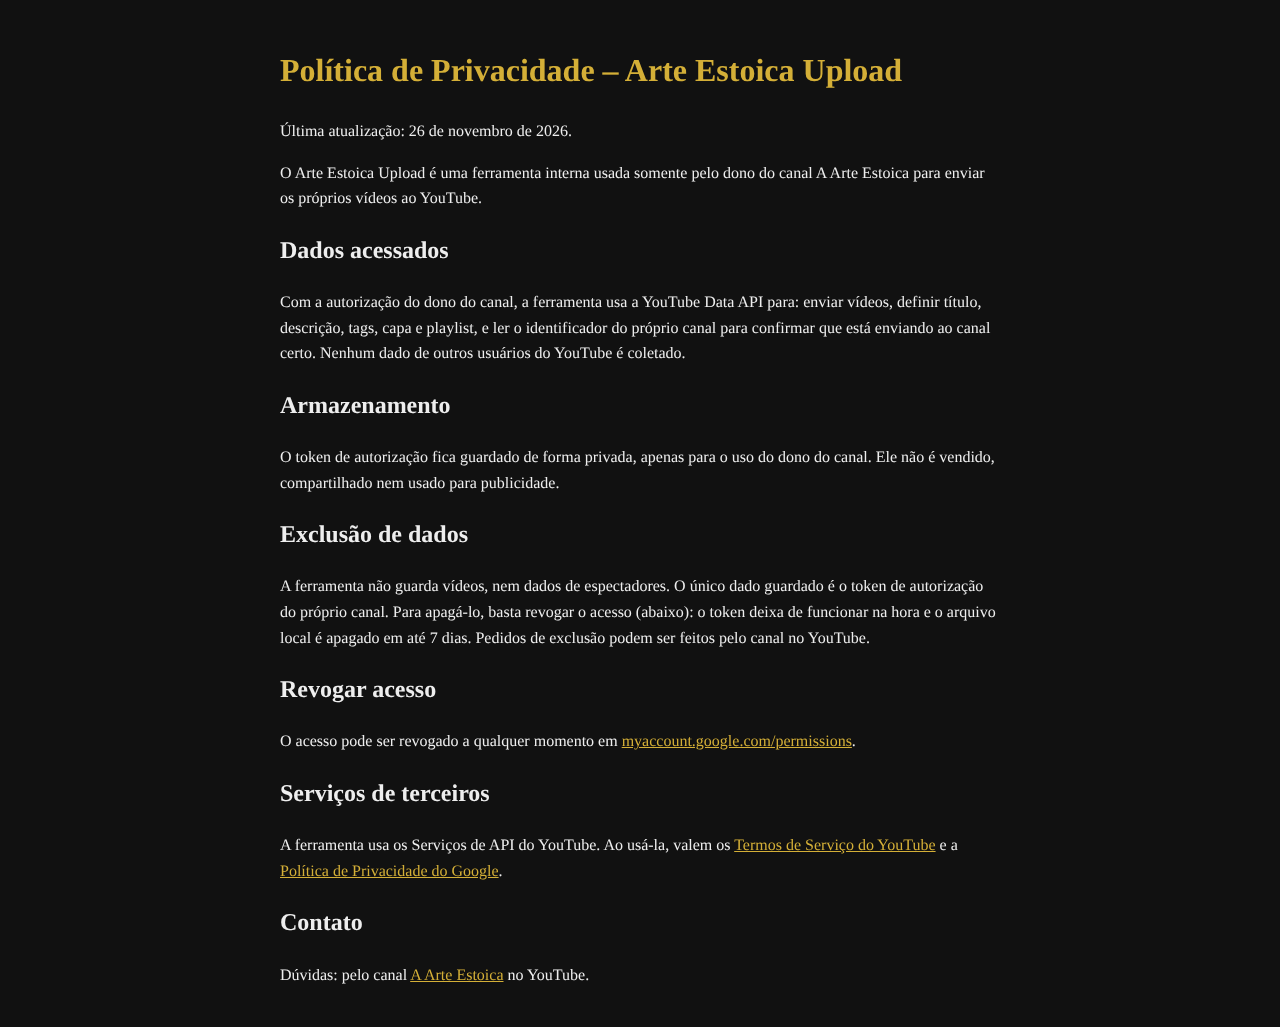 Política de Privacidade – Arte Estoica Upload
Última atualização: 26 de novembro de 2026.
O Arte Estoica Upload é uma ferramenta interna usada somente pelo dono do canal A Arte Estoica para enviar
os próprios vídeos ao YouTube.
Dados acessados
Com a autorização do dono do canal, a ferramenta usa a YouTube Data API para: enviar vídeos, definir título,
descrição, tags, capa e playlist, e ler o identificador do próprio canal para confirmar que está enviando ao canal
certo. Nenhum dado de outros usuários do YouTube é coletado.
Armazenamento
O token de autorização fica guardado de forma privada, apenas para o uso do dono do canal. Ele não é vendido,
compartilhado nem usado para publicidade.
Exclusão de dados
A ferramenta não guarda vídeos, nem dados de espectadores. O único dado guardado é o token de autorização
do próprio canal. Para apagá-lo, basta revogar o acesso (abaixo): o token deixa de funcionar na hora e o arquivo
local é apagado em até 7 dias. Pedidos de exclusão podem ser feitos pelo canal no YouTube.
Revogar acesso
O acesso pode ser revogado a qualquer momento em myaccount.google.com/permissions.
Serviços de terceiros
A ferramenta usa os Serviços de API do YouTube. Ao usá-la, valem os Termos de Serviço do YouTube e a
Política de Privacidade do Google.
Contato
Dúvidas: pelo canal A Arte Estoica no YouTube.